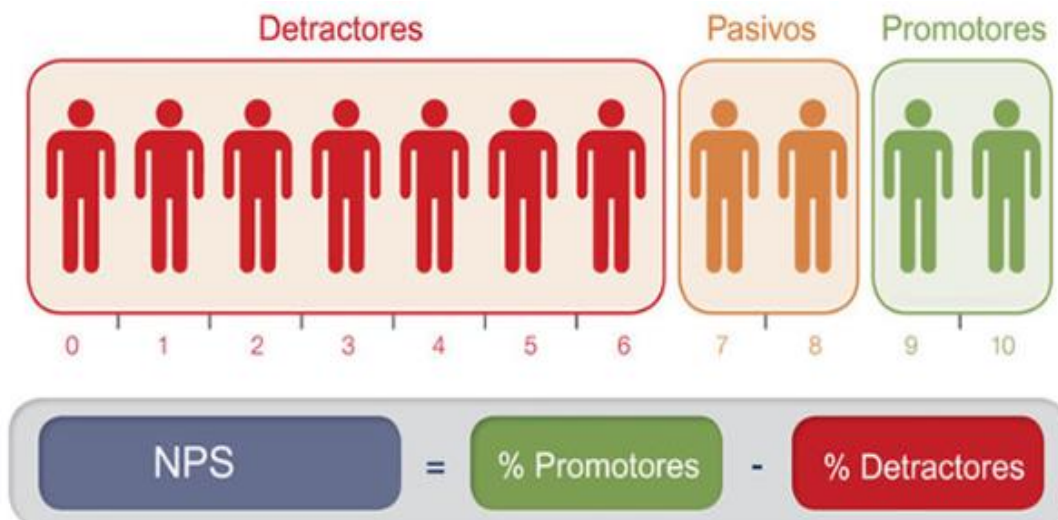 Detractores Pasivos Promotores
0 1 2 3 4 5 6 7 8 9 10
NPS = % Promotores - % Detractores